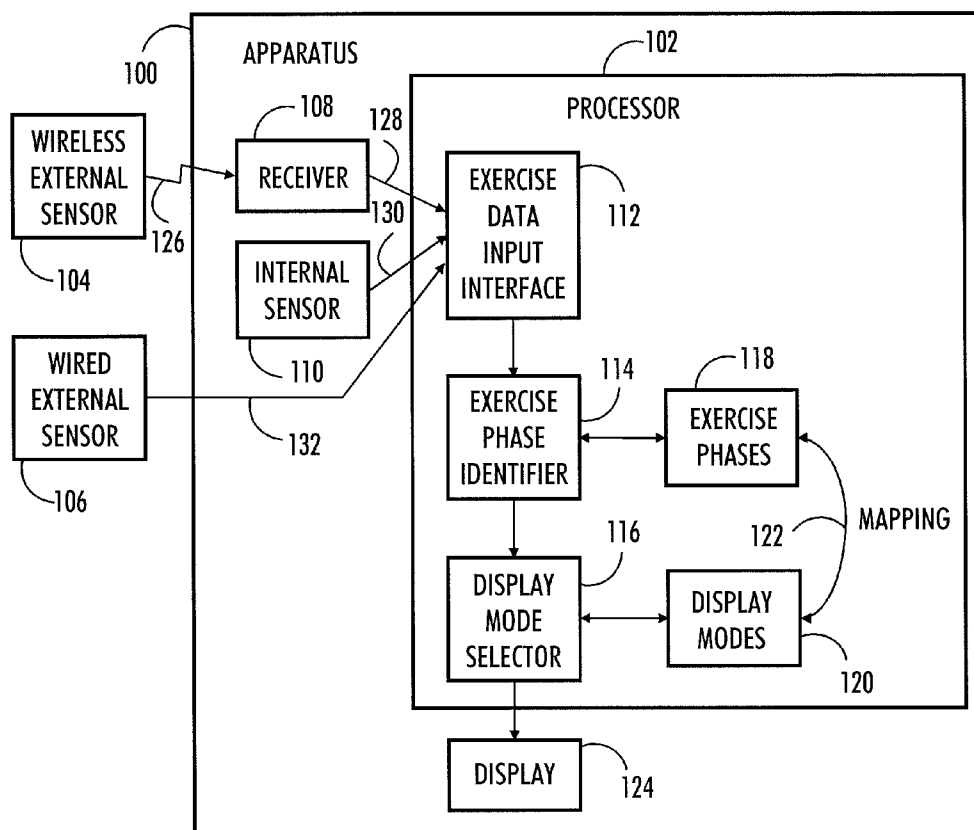 100
APPARATUS
102
PROCESSOR
WIRELESS
EXTERNAL
SENSOR
104
126
108
RECEIVER
128
130
INTERNAL
SENSOR
110
WIRED
EXTERNAL
SENSOR
106
132
EXERCISE
DATA
INPUT
INTERFACE
112
EXERCISE
PHASE
IDENTIFIER
114
118
EXERCISE
PHASES
122
MAPPING
116
DISPLAY
MODE
SELECTOR
DISPLAY
MODES
120
DISPLAY
124